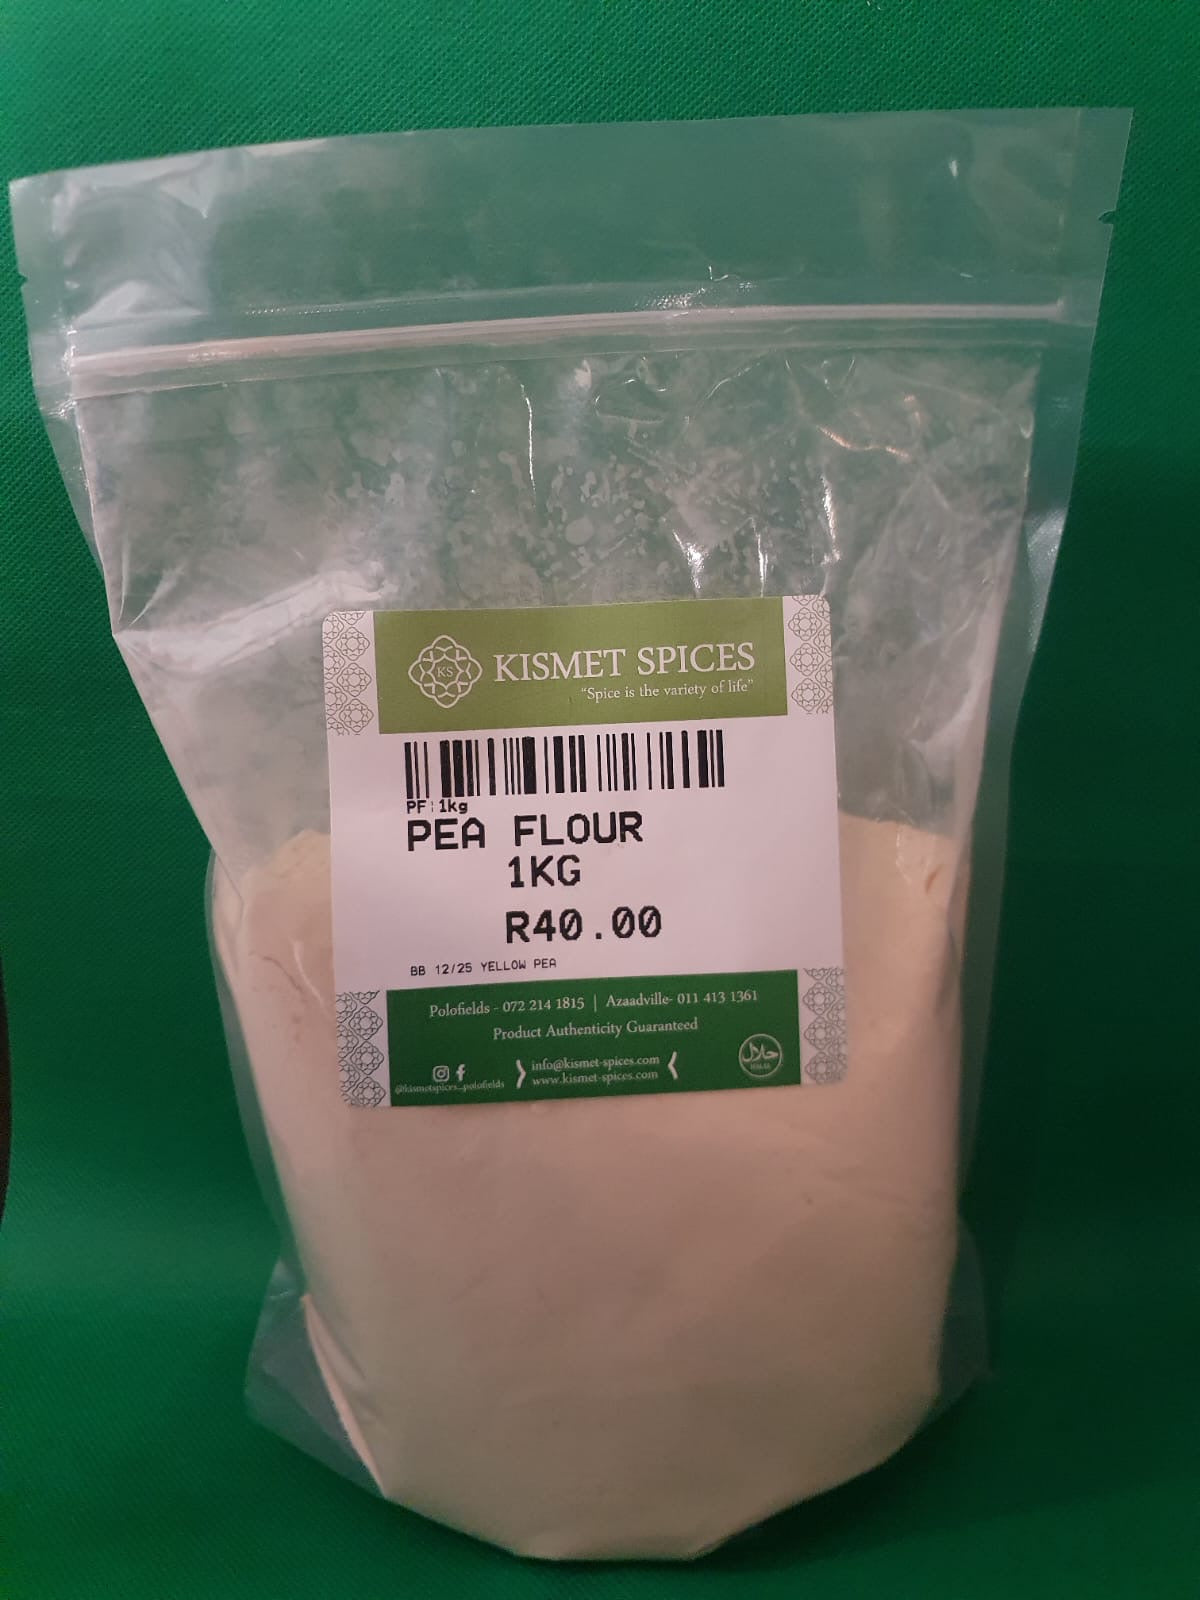 KS
KISMET SPICES
“Spice is the variety of life”
PF:1kg
PEA FLOUR
1KG
R40.00
BB 12/25 YELLOW PEA
Polofields - 072 214 1815 | Azaadville- 011 413 1361
Product Authenticity Guaranteed
@kismetspices_polofields
info@kismet-spices.com
www.kismet-spices.com
حلال
HALAL